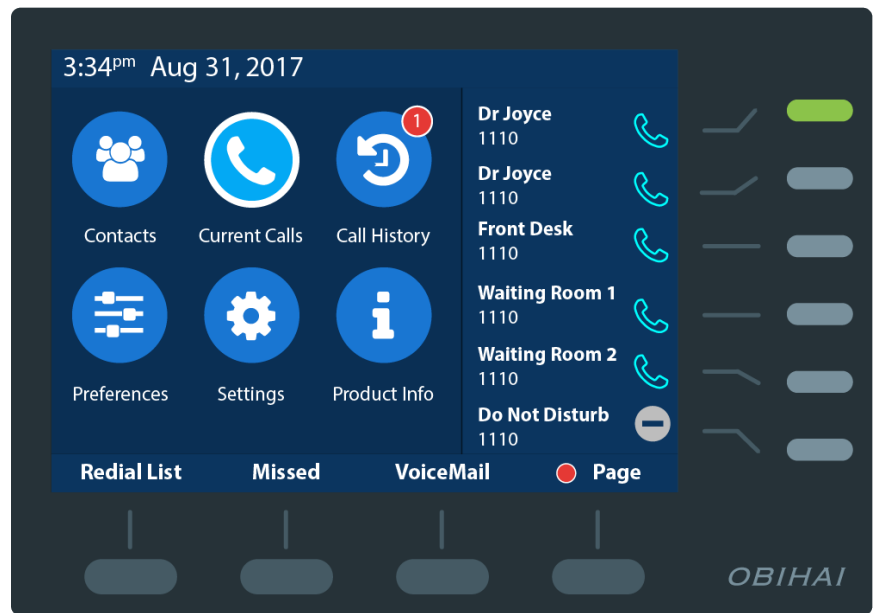 3:34pm Aug 31, 2017
Contacts
Current Calls
1
Call History
Preferences
Settings
Product Info
Dr Joyce
1110
Dr Joyce
1110
Front Desk
1110
Waiting Room 1
1110
Waiting Room 2
1110
Do Not Disturb
1110
Redial List
Missed
VoiceMail
Page
OBIHAI